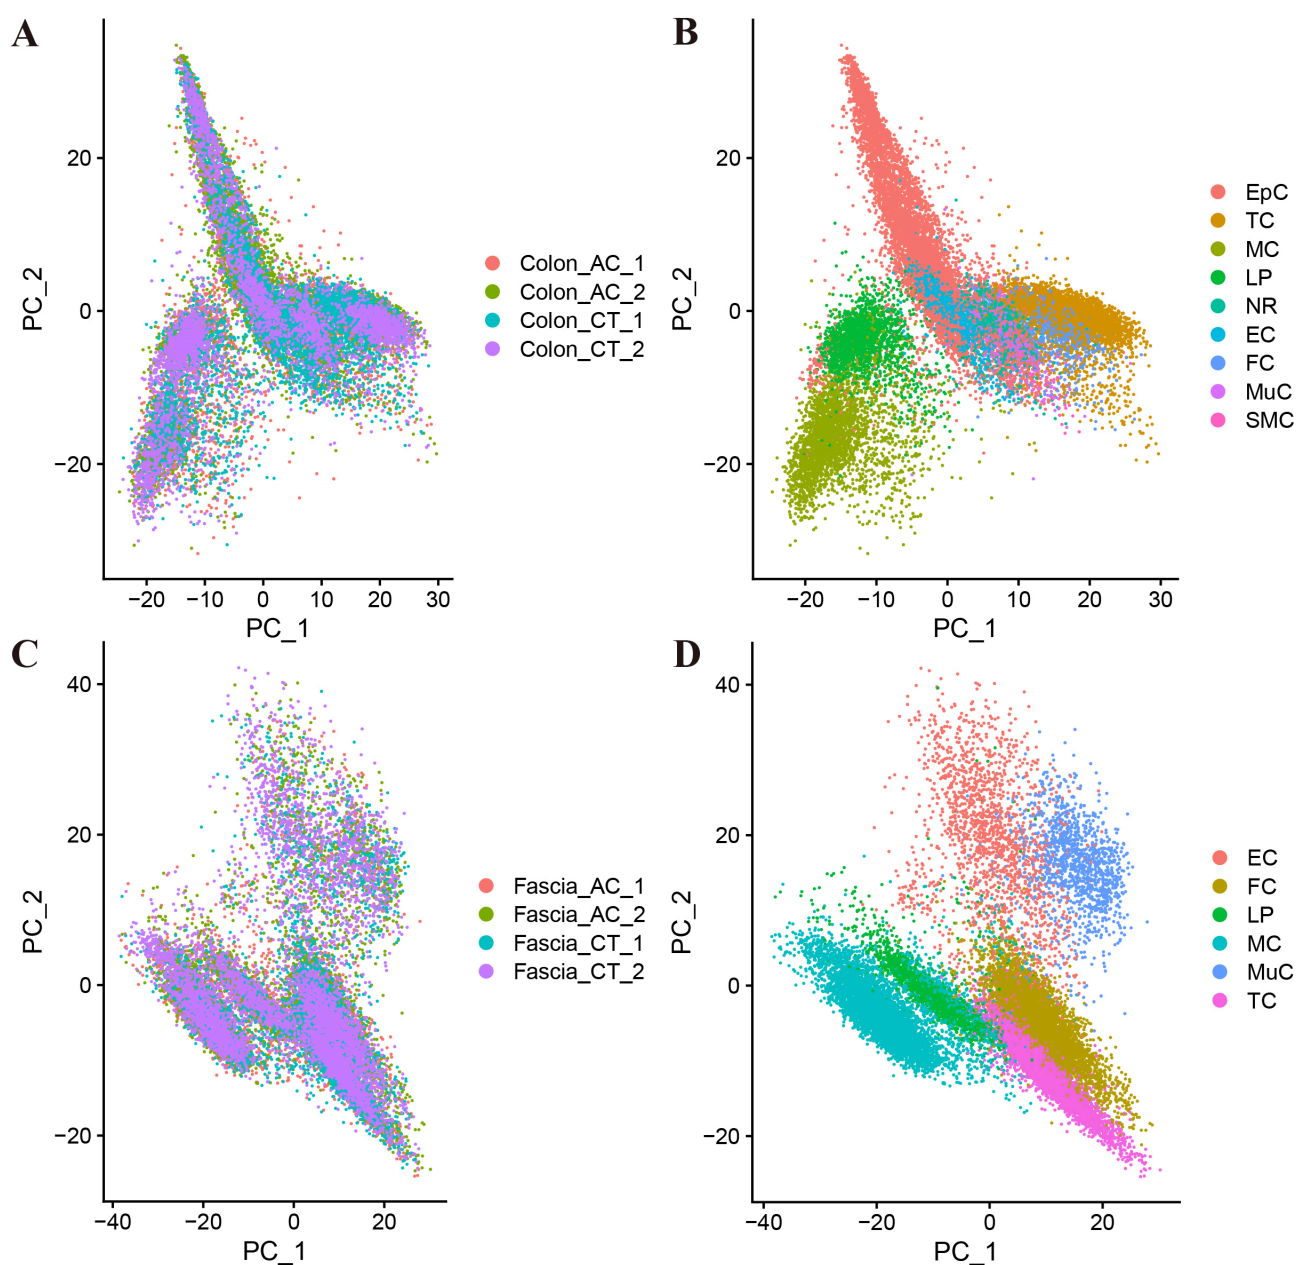 A
PC_2
20
0
−20
−20 −10 0 10 20 30
PC_1
Colon_AC_1
Colon_AC_2
Colon_CT_1
Colon_CT_2
B
PC_2
20
0
−20
−20 −10 0 10 20 30
PC_1
EpC
TC
MC
LP
NR
EC
FC
MuC
SMC
C
PC_2
40
20
0
−20
−40 −20 0 20
PC_1
Fascia_AC_1
Fascia_AC_2
Fascia_CT_1
Fascia_CT_2
D
PC_2
40
20
0
−20
−40 −20 0 20
PC_1
EC
FC
LP
MC
MuC
TC